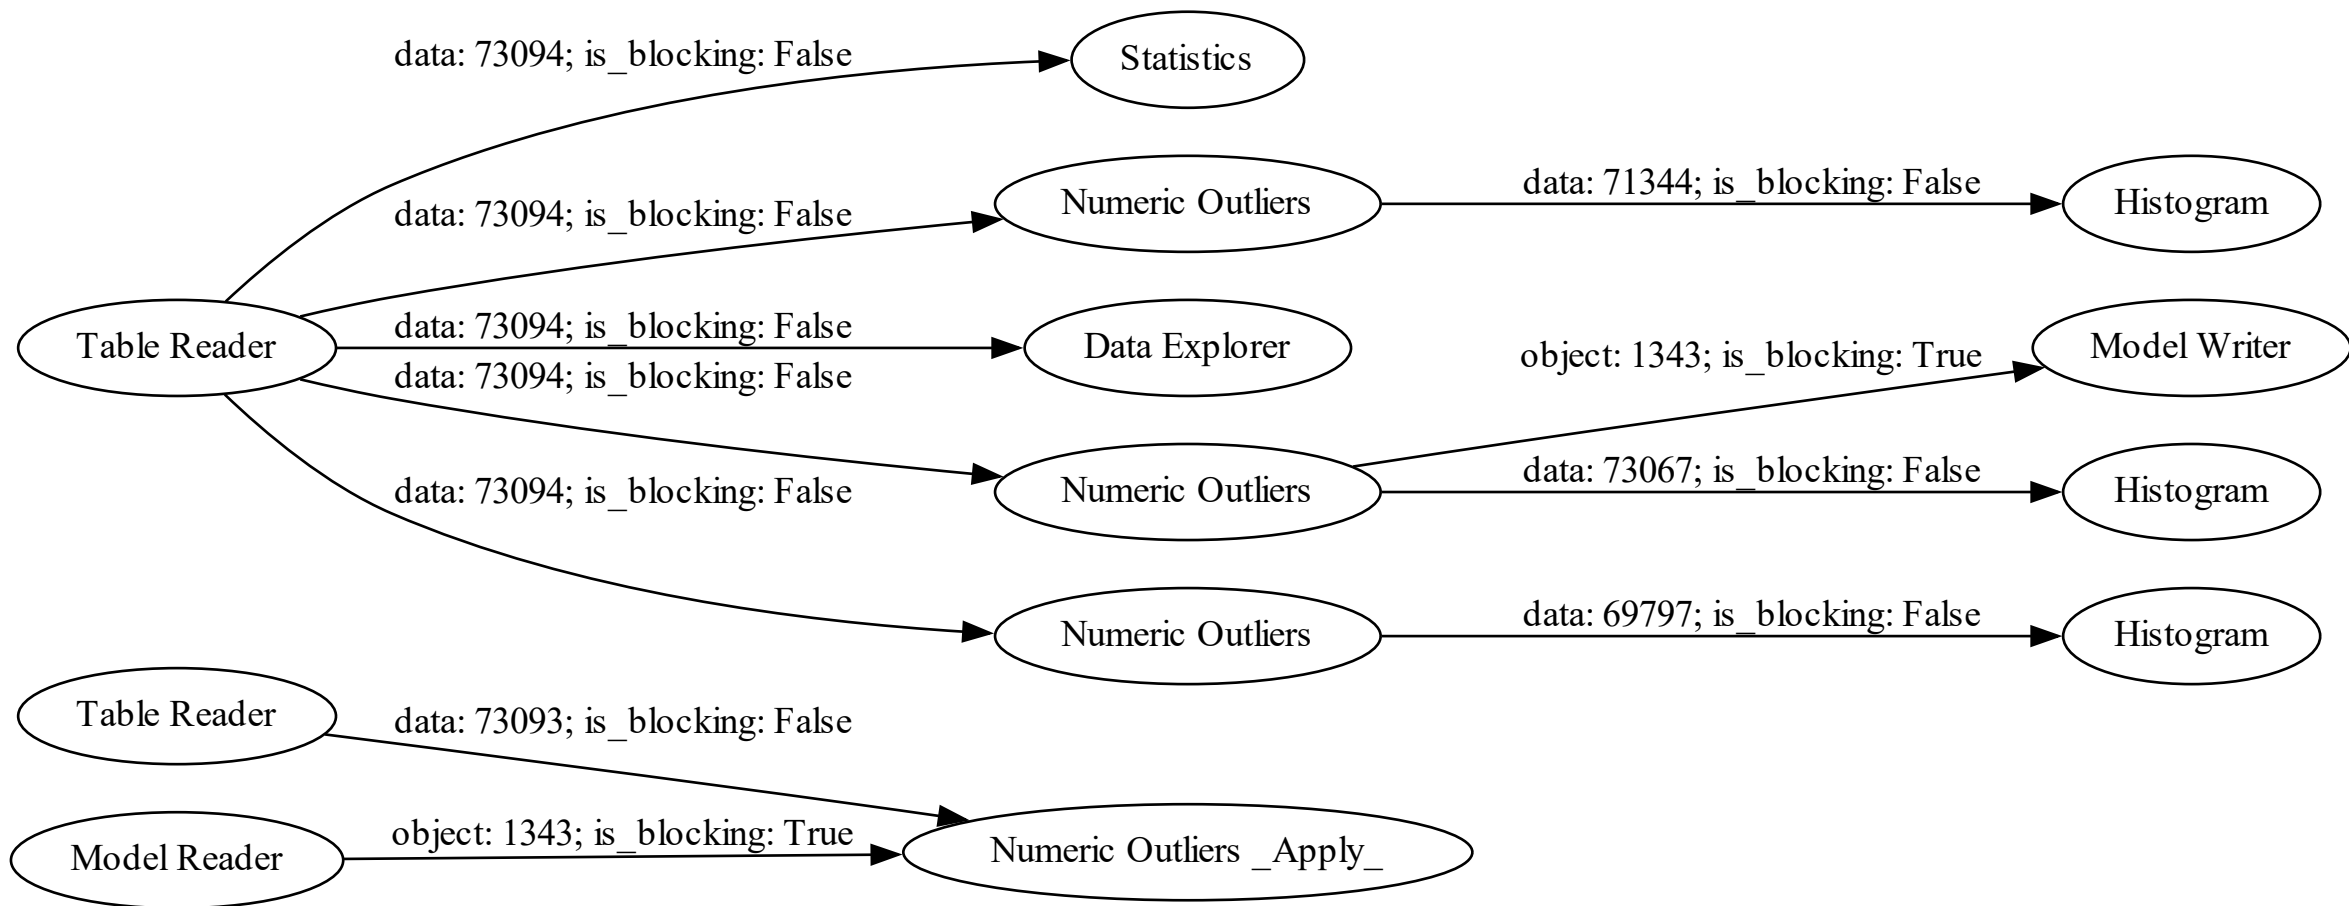 data: 73094; is_blocking: False
Statistics
data: 73094; is_blocking: False
Numeric Outliers
data: 71344; is_blocking: False
Histogram
Table Reader
data: 73094; is_blocking: False
Data Explorer
object: 1343; is_blocking: True
Model Writer
data: 73094; is_blocking: False
data: 73094; is_blocking: False
Numeric Outliers
data: 73067; is_blocking: False
Histogram
Numeric Outliers
data: 69797; is_blocking: False
Histogram
Table Reader
data: 73093; is_blocking: False
Model Reader
object: 1343; is_blocking: True
Numeric Outliers _Apply_